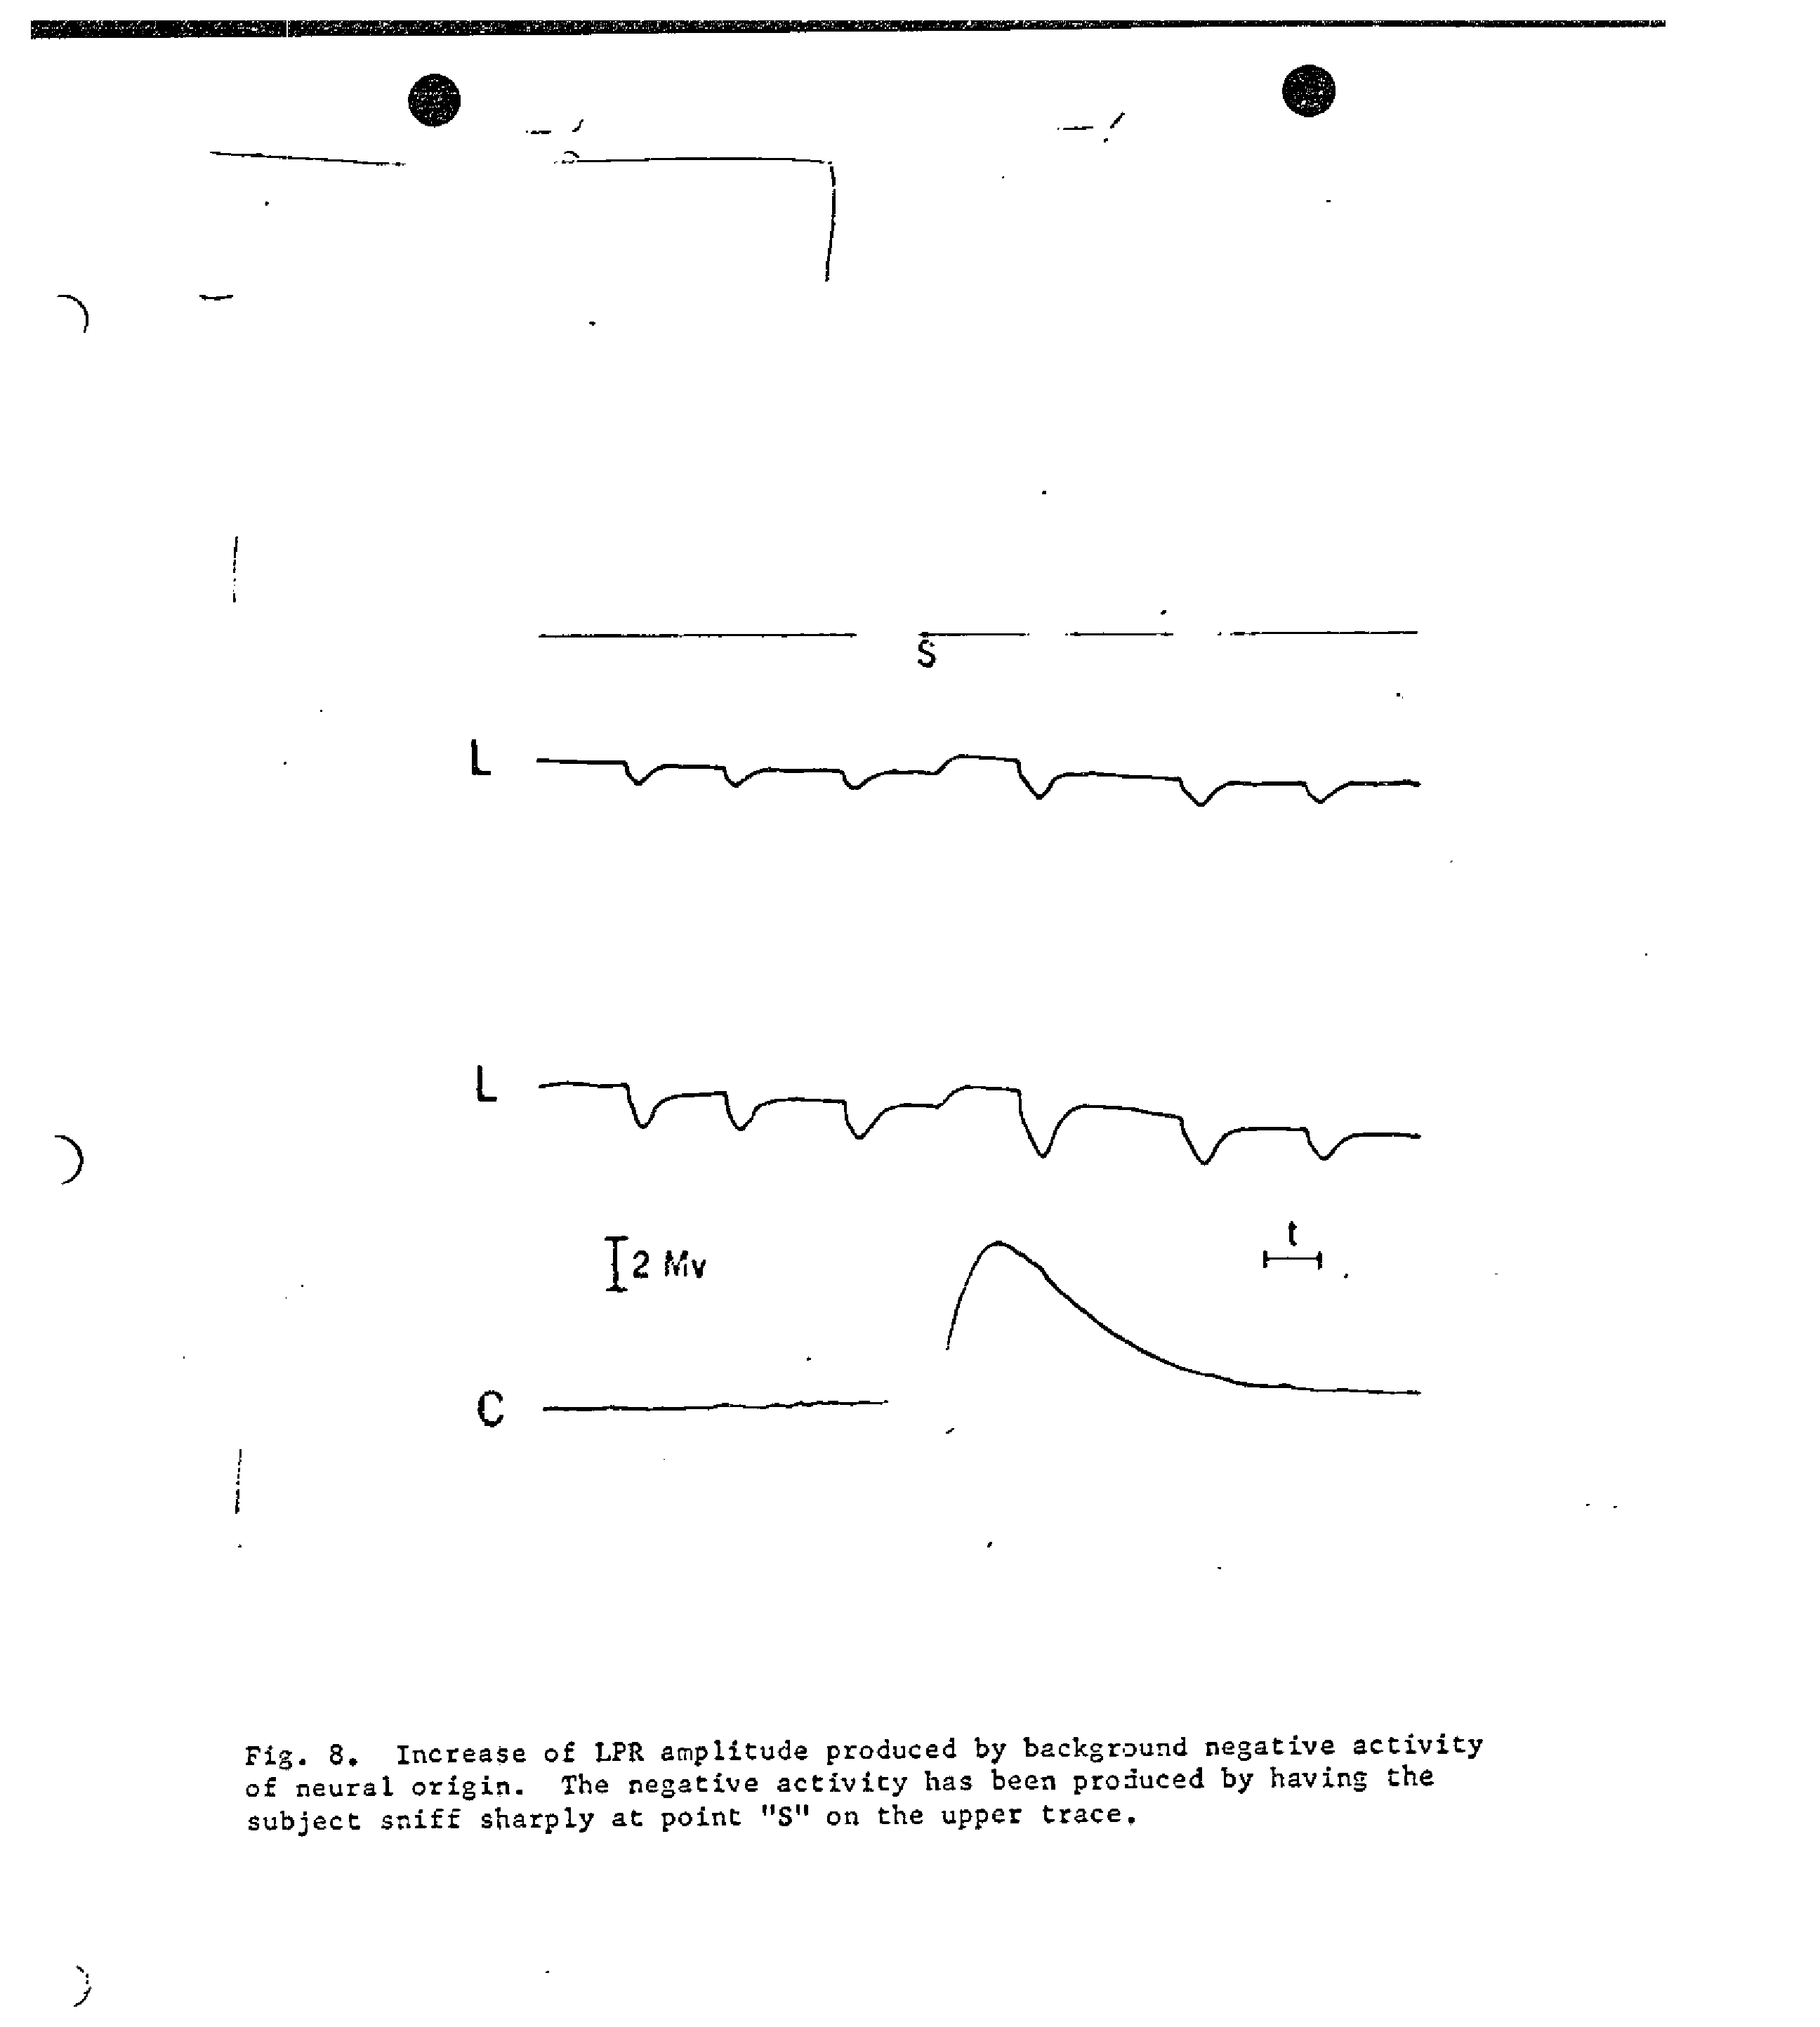 S
L
L
t
2 Mv
C
Fig. 8. Increase of LPR amplitude produced by background negative activity
of neural origin. The negative activity has been produced by having the
subject sniff sharply at point "S" on the upper trace.